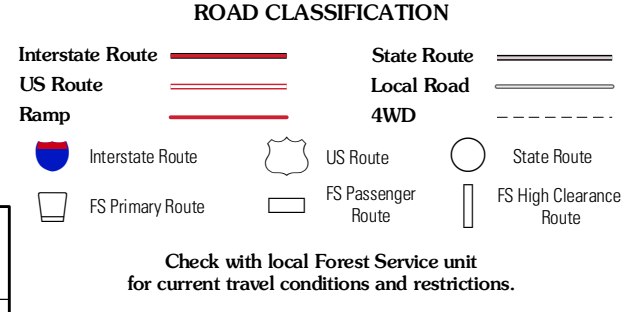 ROAD CLASSIFICATION
Interstate Route
State Route
US Route
Local Road
Ramp
4WD
Interstate Route
US Route
State Route
FS Primary Route
FS Passenger
Route
FS High Clearance
Route
Check with local Forest Service unit
for current travel conditions and restrictions.